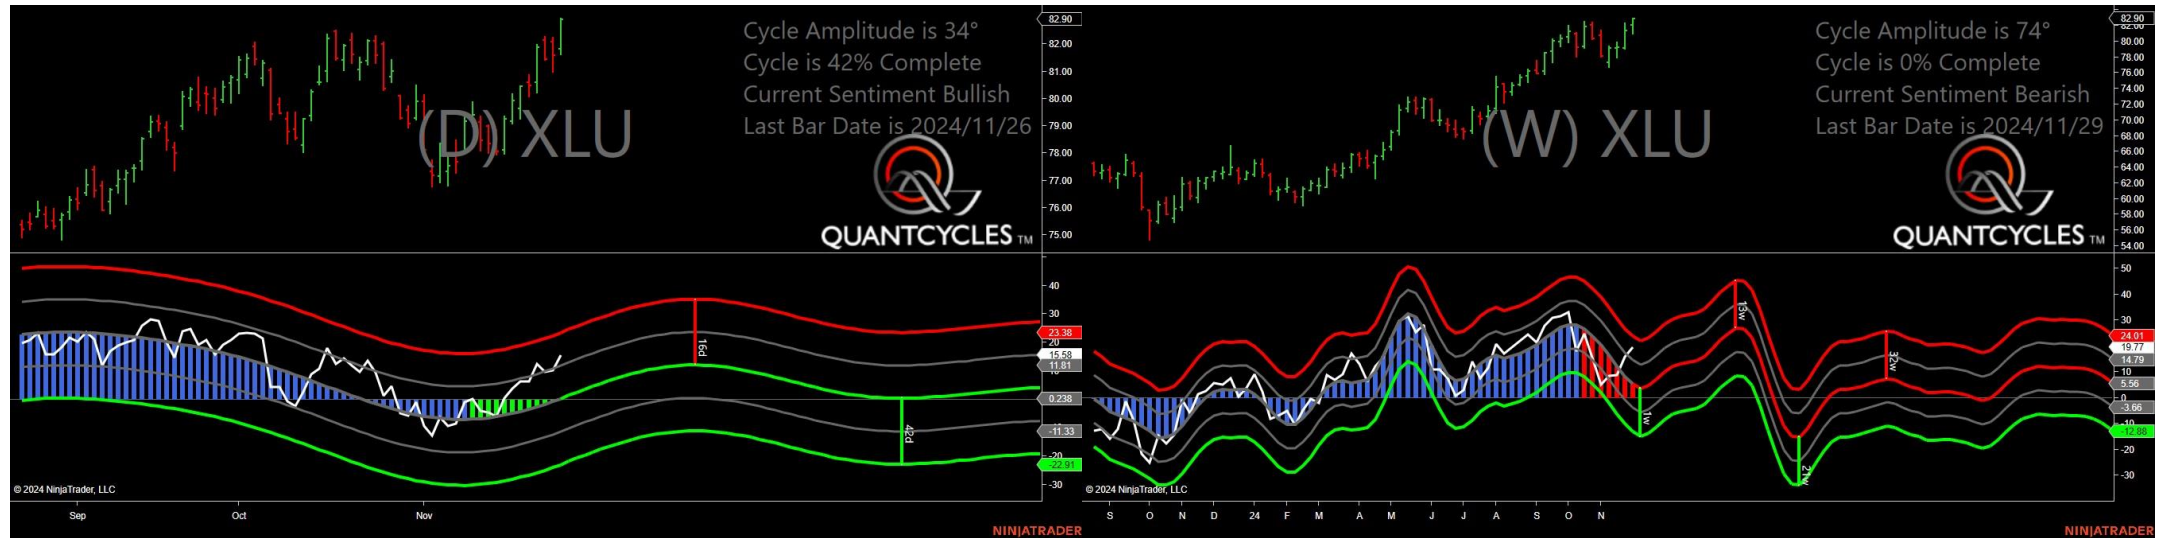 Cycle Amplitude is 34°
Cycle is 42% Complete
Current Sentiment Bullish
Last Bar Date is 2024/11/26
(D) XLU
QUANTCYCLES TM
82.90
82.00
81.00
80.00
79.00
78.00
77.00
76.00
75.00
40
30
23.38
20
15.58
11.81
0.238
-11.33
-20
-22.91
-30
16d
42d
© 2024 NinjaTrader, LLC
Sep
Oct
Nov
NINJATRADER
Cycle Amplitude is 74°
Cycle is 0% Complete
Current Sentiment Bearish
Last Bar Date is 2024/11/29
(W) XLU
QUANTCYCLES TM
82.90
80.00
78.00
76.00
74.00
72.00
70.00
68.00
66.00
64.00
62.00
60.00
58.00
56.00
54.00
50
40
30
24.01
19.77
14.79
10
5.56
0
-3.66
-12.88
-20
-30
13w
32w
1w
21w
© 2024 NinjaTrader, LLC
S
O
N
D
24
F
M
A
M
J
J
A
S
O
N
NINJATRADER